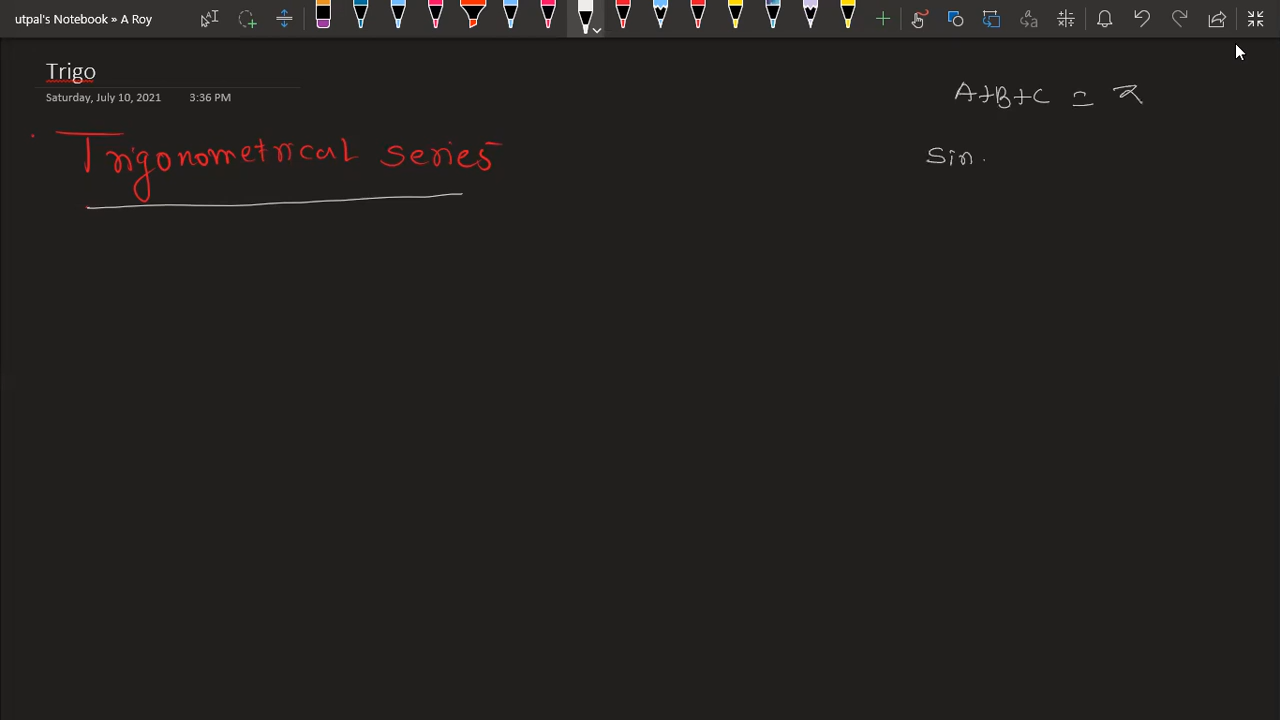 utpal's Notebook » A Roy
Trigo
Saturday, July 10, 2021 3:36 PM
A+B+C = π
Trigonometrical series
Sin